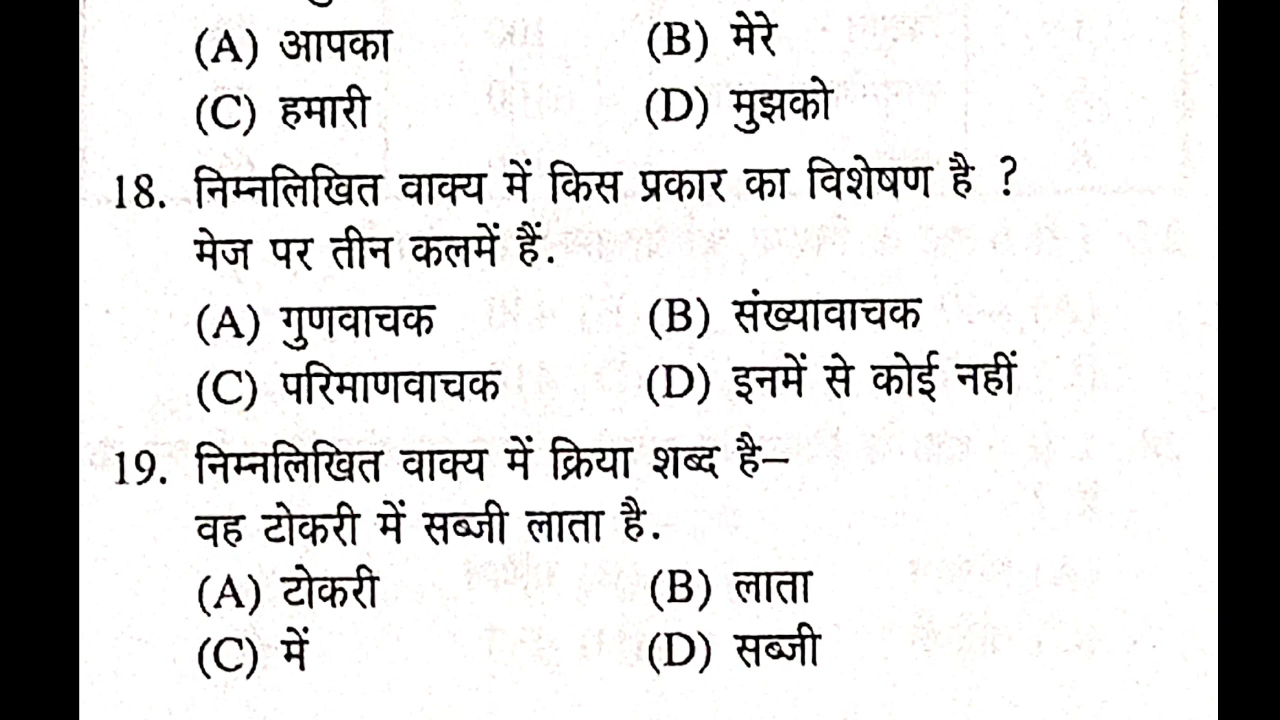 (A) आपका (B) मेरे
(C) हमारी (D) मुझको
18. निम्नलिखित वाक्य में किस प्रकार का विशेषण है ?
मेज पर तीन कलमें हैं.
(A) गुणवाचक (B) संख्यावाचक
(C) परिमाणवाचक (D) इनमें से कोई नहीं
19. निम्नलिखित वाक्य में क्रिया शब्द है–
वह टोकरी में सब्जी लाता है.
(A) टोकरी (B) लाता
(C) में (D) सब्जी